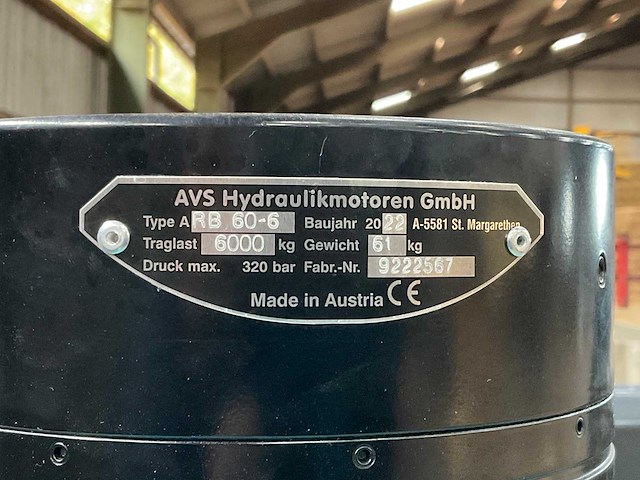 AVS Hydraulikmotoren GmbH
Type ARB 60-6 Baujahr 2022 A-5581 St. Margarethen
Traglast 6000 kg Gewicht 61 kg
Druck max. 320 bar Fabr.-Nr. 9222567
Made in Austria CE